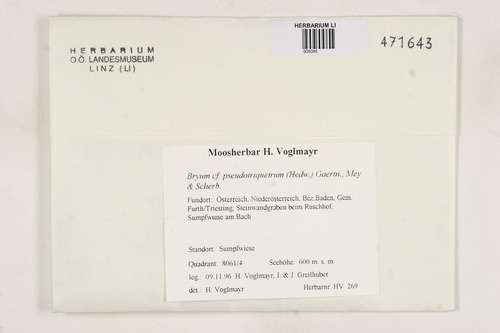 HERBARIUM
O.Ö. LANDESMUSEUM
LINZ (LI)
HERBARIUM LI
471643
Moosherbar H. Voglmayr
Bryum cf. pseudotriquetrum (Hedw.) Gaertn., Mey
& Scherb.
Fundort: Österreich, Niederösterreich, Bez.Baden, Gem.
Furth/Triesting, Steinwandgraben beim Ruschhof.
Sumpfwiese am Bach
Standort: Sumpfwiese
Quadrant: 8061/4 Seehöhe: 600 m. s. m.
leg.: 09.11.96 H. Voglmayr, I. & J. Greilhuber
det.: H. Voglmayr Herbarnr. HV 269